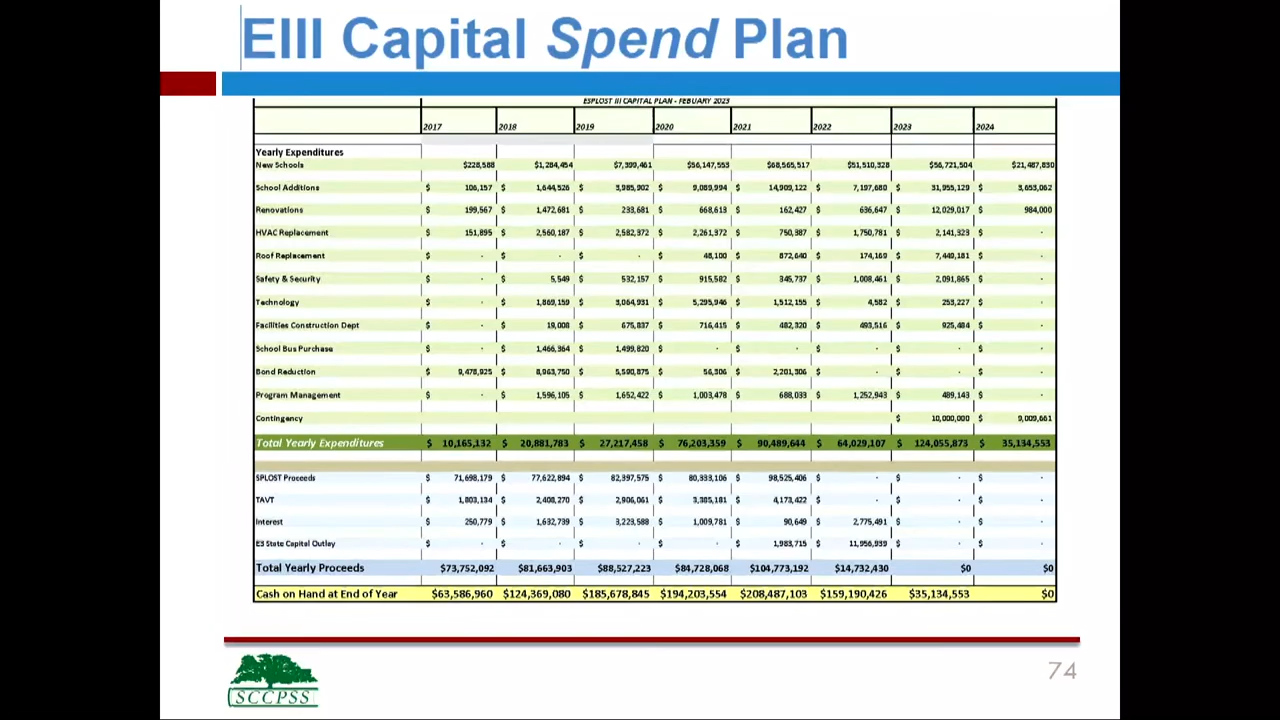 EIII Capital Spend Plan
ESPLOST III CAPITAL PLAN - FEBUARY 2023
2017 2018 2019 2020 2021 2022 2023 2024
Yearly Expenditures
New Schools $228,588 $1,284,454 $7,399,461 $56,147,553 $68,565,517 $51,510,328 $56,721,504 $21,487,830
School Additions $ 106,157 $ 1,644,526 $ 3,985,902 $ 9,089,994 $ 14,909,122 $ 7,197,680 $ 31,955,129 $ 3,653,062
Renovations $ 199,567 $ 1,472,681 $ 233,681 $ 668,613 $ 162,427 $ 636,647 $ 12,029,017 $ 984,000
HVAC Replacement $ 151,895 $ 2,560,187 $ 2,582,372 $ 2,261,372 $ 750,387 $ 1,750,781 $ 2,141,323 $ -
Roof Replacement $ - $ - $ - $ 48,100 $ 872,640 $ 174,169 $ 7,449,181 $ -
Safety & Security $ - $ 5,549 $ 532,157 $ 915,582 $ 345,737 $ 1,008,461 $ 2,091,865 $ -
Technology $ - $ 1,869,159 $ 3,064,931 $ 5,295,946 $ 1,512,155 $ 4,582 $ 253,227 $ -
Facilities Construction Dept $ - $ 19,008 $ 675,837 $ 716,415 $ 482,320 $ 493,516 $ 925,484 $ -
School Bus Purchase $ - $ 1,466,364 $ 1,499,820 $ - $ - $ - $ - $ -
Bond Reduction $ 9,478,925 $ 8,963,750 $ 5,590,875 $ 56,306 $ 2,201,306 $ - $ - $ -
Program Management $ - $ 1,596,105 $ 1,652,422 $ 1,003,478 $ 688,033 $ 1,252,943 $ 489,143 $ -
Contingency $ 10,000,000 $ 9,009,661
Total Yearly Expenditures $ 10,165,132 $ 20,881,783 $ 27,217,458 $ 76,203,359 $ 90,489,644 $ 64,029,107 $ 124,055,873 $ 35,134,553
SPLOST Proceeds $ 71,698,179 $ 77,622,894 $ 82,397,575 $ 80,333,106 $ 98,525,406 $ - $ - $ -
TAVT $ 1,803,134 $ 2,408,270 $ 2,906,061 $ 3,385,181 $ 4,173,422 $ - $ - $ -
Interest $ 250,779 $ 1,632,739 $ 3,223,588 $ 1,009,781 $ 90,649 $ 2,775,491 $ - $ -
E3 State Capital Outlay $ - $ - $ - $ - $ 1,983,715 $ 11,956,939 $ - $ -
Total Yearly Proceeds $73,752,092 $81,663,903 $88,527,223 $84,728,068 $104,773,192 $14,732,430 $0 $0
Cash on Hand at End of Year $63,586,960 $124,369,080 $185,678,845 $194,203,554 $208,487,103 $159,190,426 $35,134,553 $0
SCCPSS
74